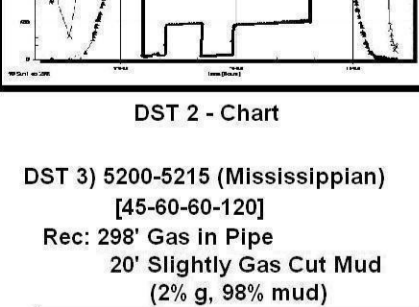 DST 2 - Chart
DST 3) 5200-5215 (Mississippian)
[45-60-60-120]
Rec: 298' Gas in Pipe
20' Slightly Gas Cut Mud
(2% g, 98% mud)